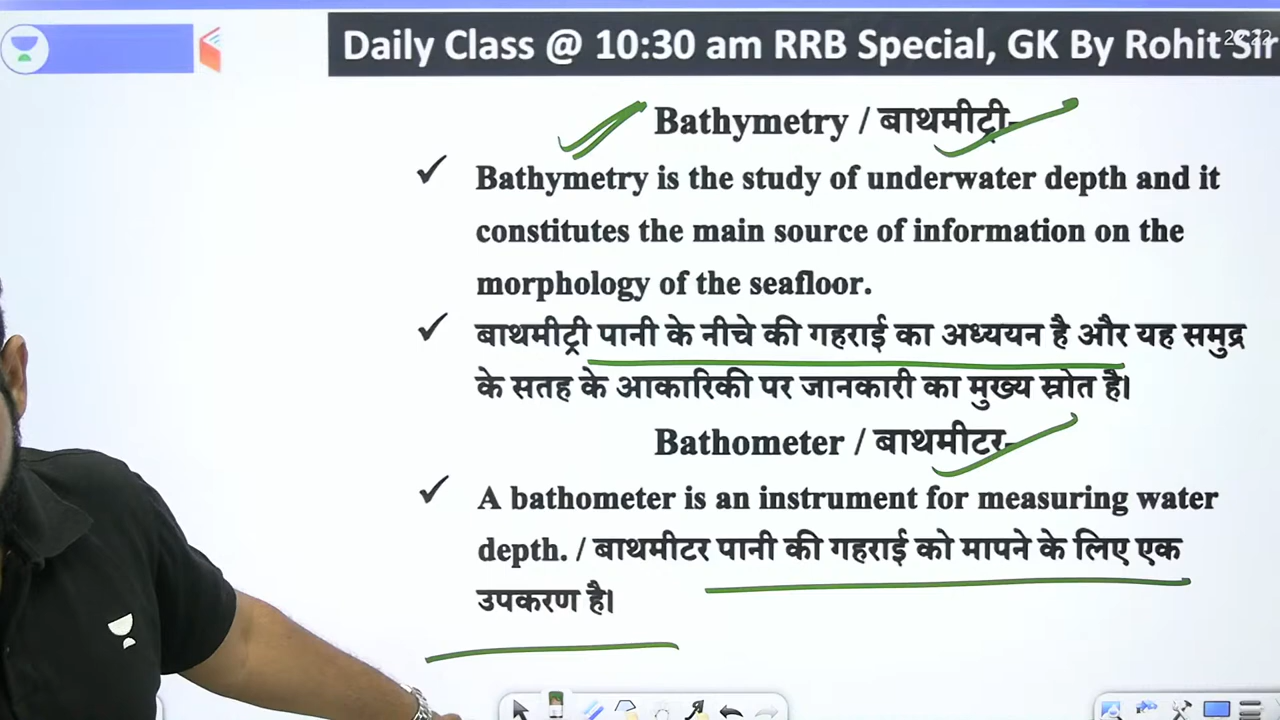 Daily Class @ 10:30 am RRB Special, GK By Rohit Sir
Bathymetry / बाथमीट्री-
Bathymetry is the study of underwater depth and it
constitutes the main source of information on the
morphology of the seafloor.
बाथमीट्री पानी के नीचे की गहराई का अध्ययन है और यह समुद्र
के सतह के आकारिकी पर जानकारी का मुख्य स्रोत है।
Bathometer / बाथमीटर-
A bathometer is an instrument for measuring water
depth. / बाथमीटर पानी की गहराई को मापने के लिए एक
उपकरण है।